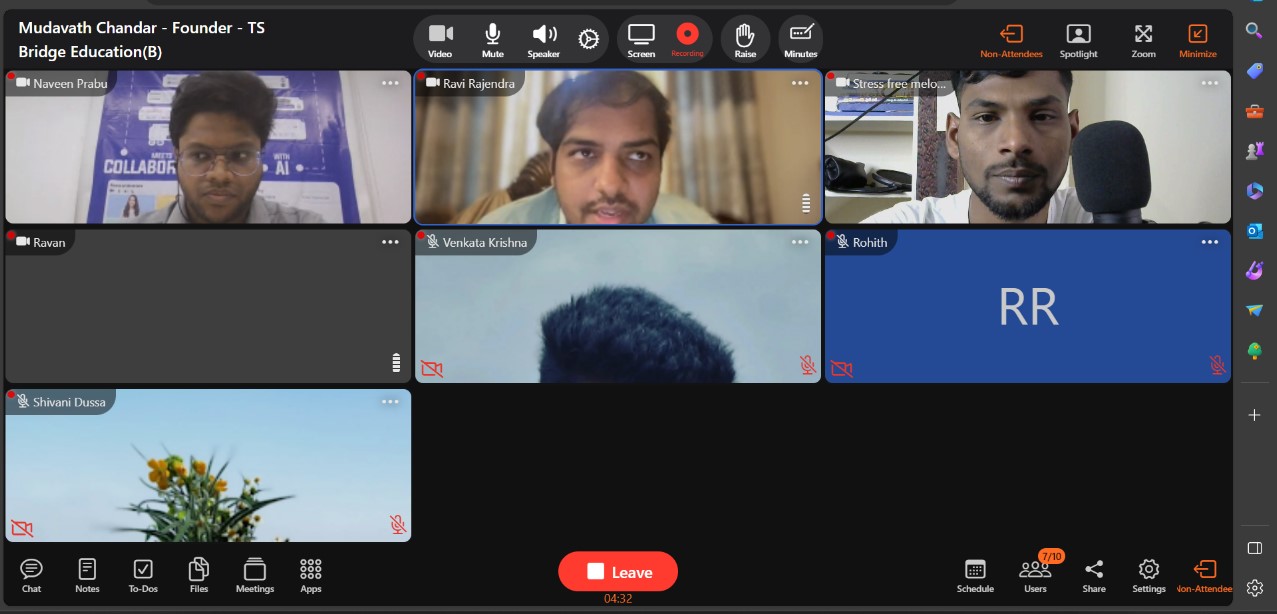 Mudavath Chandar - Founder - TS
Bridge Education(B)
Video
Mute
Speaker
Screen
Recording
Raise
Minutes
Non-Attendees
Spotlight
Zoom
Minimize
Naveen Prabu
MEETS
COLLABOR
WITH
AI
Ravi Rajendra
Stress free melo...
Ravan
Venkata Krishna
Rohith
RR
Shivani Dussa
Chat
Notes
To-Dos
Files
Meetings
Apps
Leave
04:32
Schedule
7/10
Users
Share
Settings
Non-Attendee